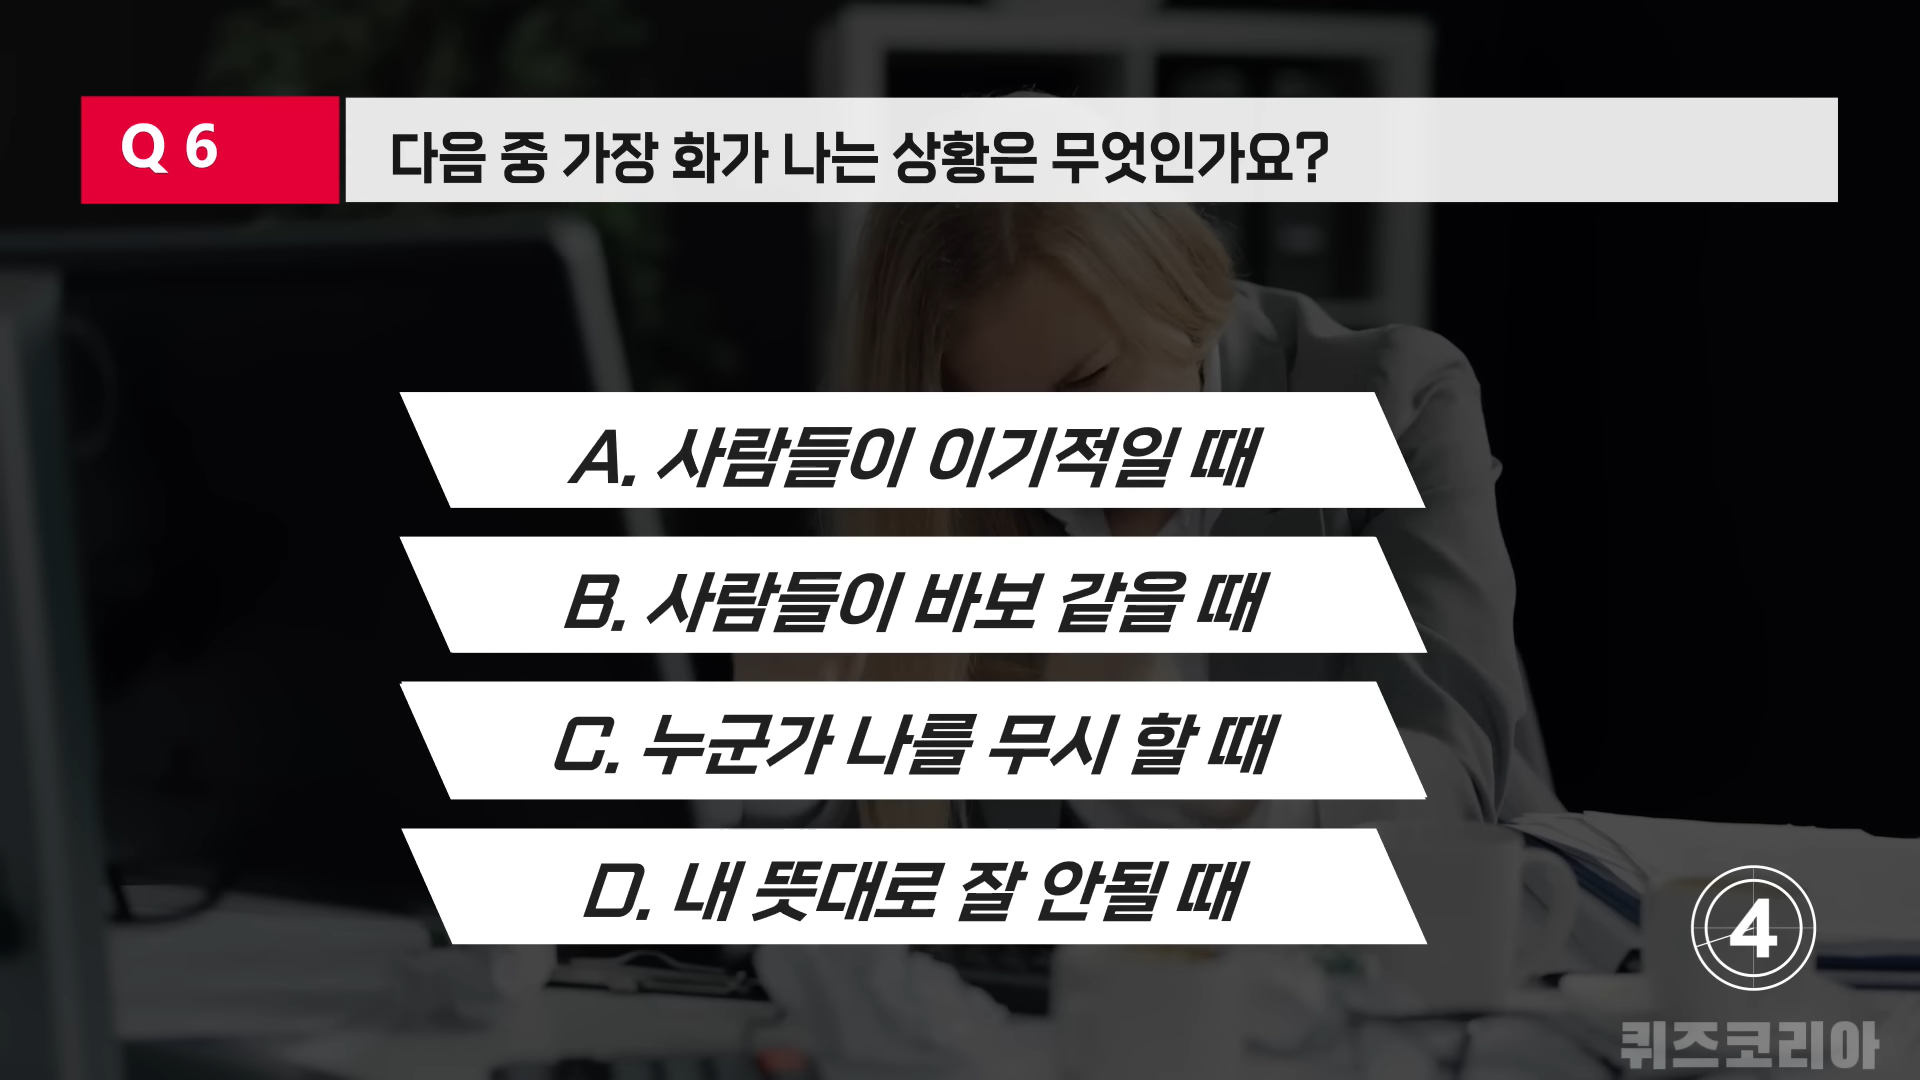 Q 6
다음 중 가장 화가 나는 상황은 무엇인가요?
A. 사람들이 이기적일 때
B. 사람들이 바보 같을 때
C. 누군가 나를 무시 할 때
D. 내 뜻대로 잘 안될 때
4
퀴즈코리아